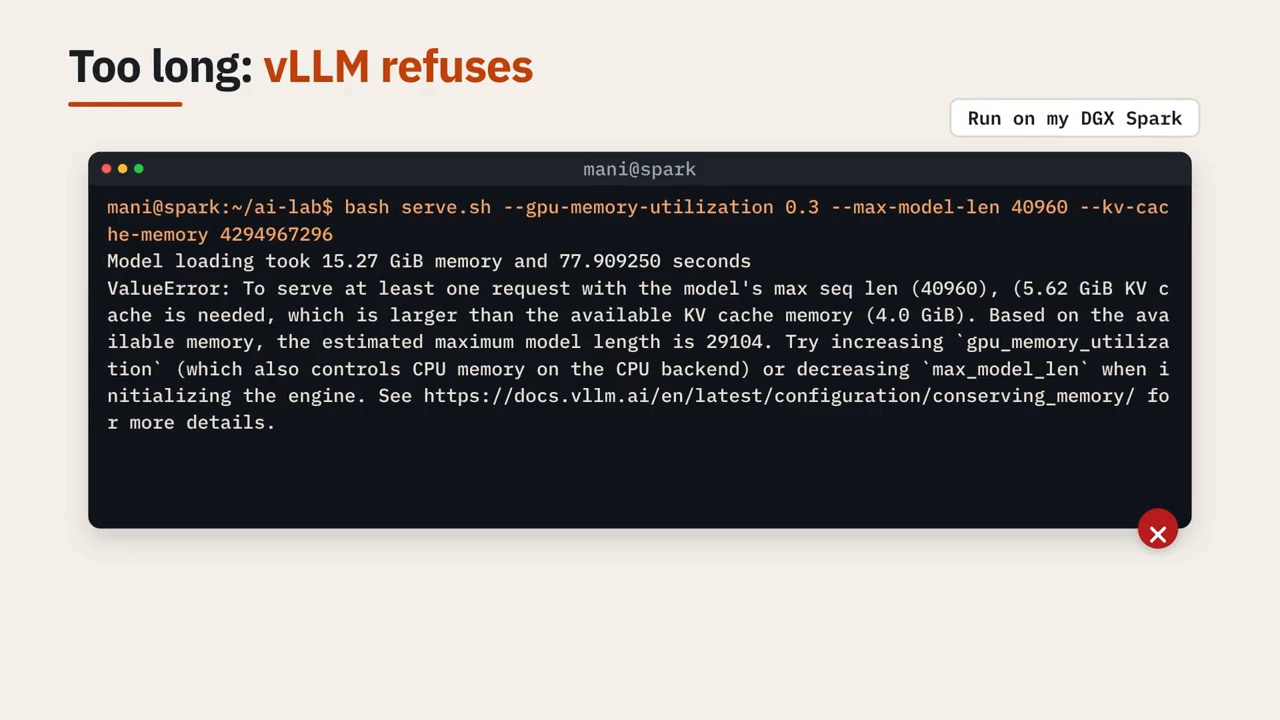 Too long: vLLM refuses
Run on my DGX Spark
mani@spark
mani@spark:~/ai-lab$ bash serve.sh --gpu-memory-utilization 0.3 --max-model-len 40960 --kv-cac
he-memory 4294967296
Model loading took 15.27 GiB memory and 77.909250 seconds
ValueError: To serve at least one request with the model's max seq len (40960), (5.62 GiB KV c
ache is needed, which is larger than the available KV cache memory (4.0 GiB). Based on the ava
ilable memory, the estimated maximum model length is 29104. Try increasing `gpu_memory_utiliza
tion` (which also controls CPU memory on the CPU backend) or decreasing `max_model_len` when i
nitializing the engine. See https://docs.vllm.ai/en/latest/configuration/conserving_memory/ fo
r more details.